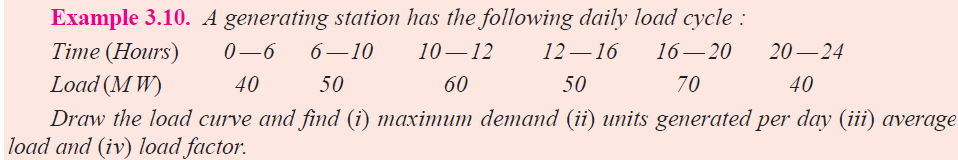 Example 3.10. A generating station has the following daily load cycle :
Time (Hours) 0—6 6—10 10—12 12—16 16—20 20—24
Load (MW) 40 50 60 50 70 40
Draw the load curve and find (i) maximum demand (ii) units generated per day (iii) average
load and (iv) load factor.